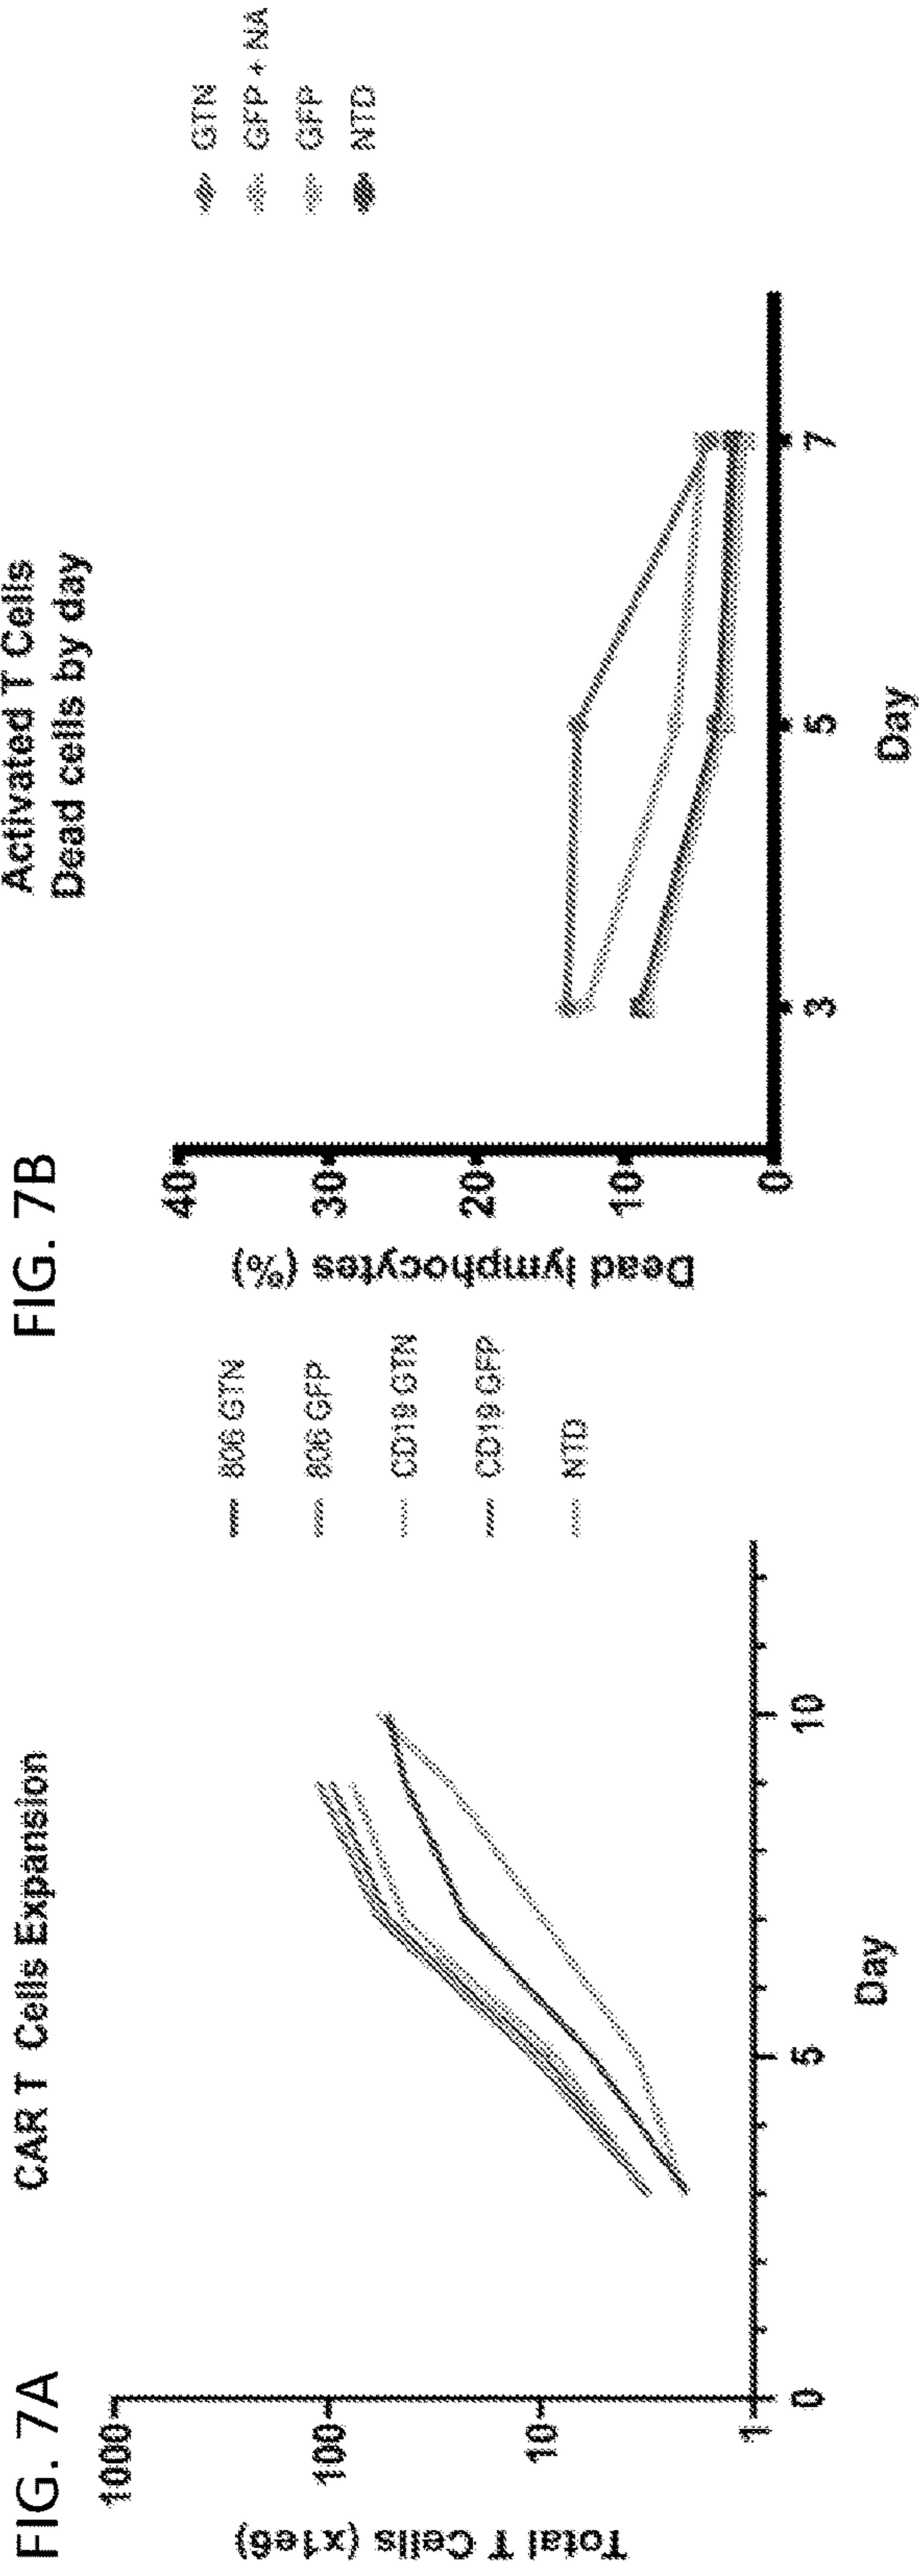 FIG. 7A
CAR T Cells Expansion
Total T Cells (x1e6)
1000
100
10
1
0
5
10
Day
806 GTN
806 GFP
CD19 GTN
CD19 GFP
NTD
FIG. 7B
Activated T Cells
Dead cells by day
Dead lymphocytes (%)
40
30
20
10
0
3
5
7
Day
GTN
GFP + NA
GFP
NTD